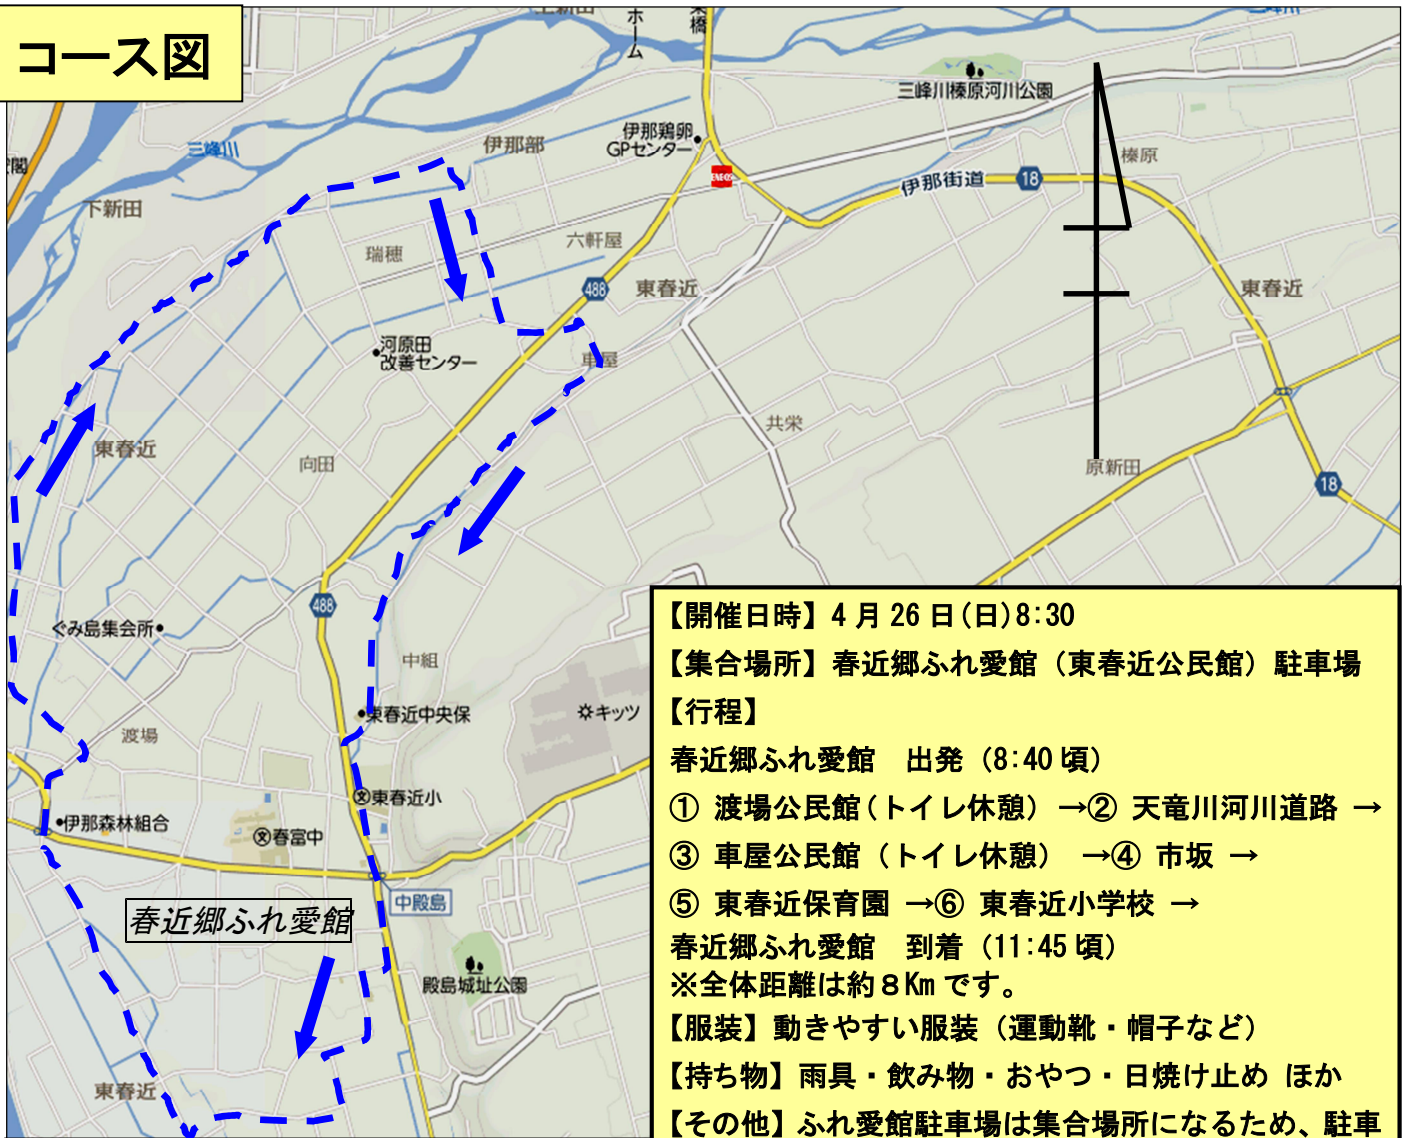 コース図
上新田
ホーム
東橋
三峰川
三峰川榛原河川公園
伊那鶏卵
GPセンター
ENEOS
伊那部
三峰川
閣
下新田
榛原
伊那街道
18
瑞穂
六軒屋
488
東春近
東春近
河原田
改善センター
車屋
共栄
東春近
向田
原新田
18
488
ぐみ島集会所
中組
東春近中央保
キッツ
渡場
文東春近小
伊那森林組合
文春富中
中殿島
春近郷ふれ愛館
殿島城址公園
東春近
【開催日時】4月26日(日)8:30
【集合場所】春近郷ふれ愛館（東春近公民館）駐車場
【行程】
春近郷ふれ愛館　出発（8:40頃）
① 渡場公民館(トイレ休憩) →② 天竜川河川道路 →
③ 車屋公民館（トイレ休憩） →④ 市坂 →
⑤ 東春近保育園 →⑥ 東春近小学校 →
春近郷ふれ愛館　到着（11:45頃）
※全体距離は約８Kmです。
【服装】動きやすい服装（運動靴・帽子など）
【持ち物】雨具・飲み物・おやつ・日焼け止め ほか
【その他】ふれ愛館駐車場は集合場所になるため、駐車